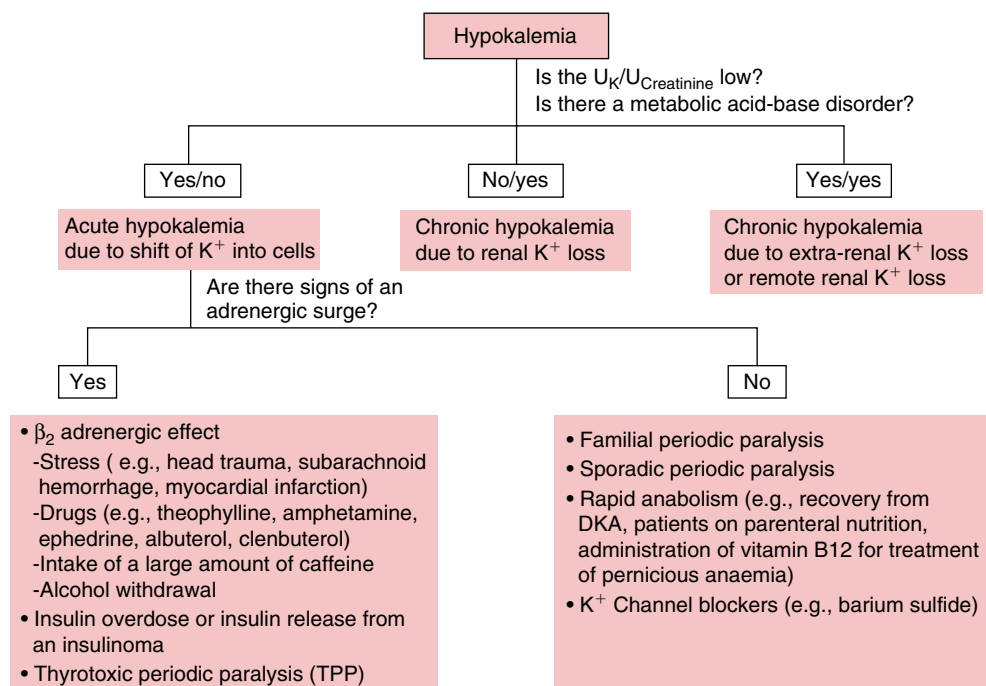 Hypokalemia
Is the U_K/U_Creatinine low?
Is there a metabolic acid-base disorder?
Yes/no
No/yes
Yes/yes
Acute hypokalemia
due to shift of K⁺ into cells
Chronic hypokalemia
due to renal K⁺ loss
Chronic hypokalemia
due to extra-renal K⁺ loss
or remote renal K⁺ loss
Are there signs of an
adrenergic surge?
Yes
No
• β₂ adrenergic effect
-Stress ( e.g., head trauma, subarachnoid
hemorrhage, myocardial infarction)
-Drugs (e.g., theophylline, amphetamine,
ephedrine, albuterol, clenbuterol)
-Intake of a large amount of caffeine
-Alcohol withdrawal
• Insulin overdose or insulin release from
an insulinoma
• Thyrotoxic periodic paralysis (TPP)
• Familial periodic paralysis
• Sporadic periodic paralysis
• Rapid anabolism (e.g., recovery from
DKA, patients on parenteral nutrition,
administration of vitamin B12 for treatment
of pernicious anaemia)
• K⁺ Channel blockers (e.g., barium sulfide)